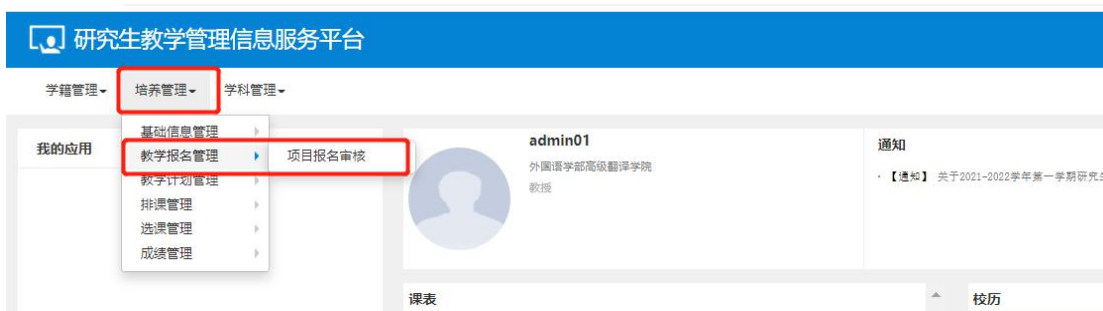 研究生教学管理信息服务平台
学籍管理 培养管理 学科管理
我的应用
基础信息管理
教学报名管理 项目报名审核
教学计划管理
排课管理
选课管理
成绩管理
admin01
外国语学部高级翻译学院
教授
通知
·【通知】 关于2021-2022学年第一学期研究生
课表
校历